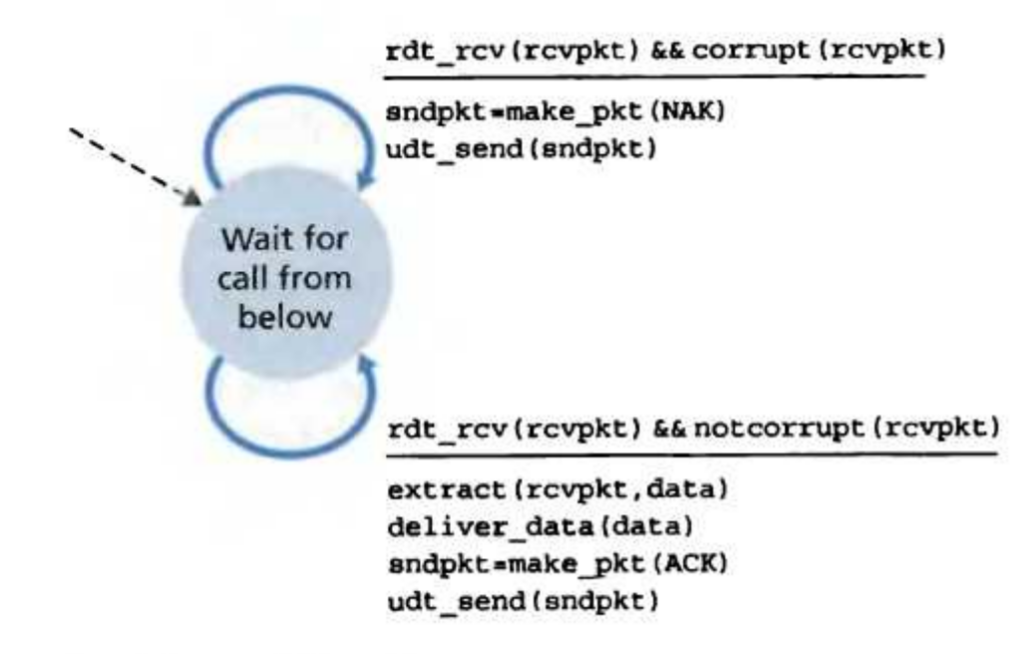 rdt_rcv(rcvpkt) && corrupt(rcvpkt)
sndpkt=make_pkt(NAK)
udt_send(sndpkt)
Wait for
call from
below
rdt_rcv(rcvpkt) && notcorrupt(rcvpkt)
extract(rcvpkt,data)
deliver_data(data)
sndpkt=make_pkt(ACK)
udt_send(sndpkt)